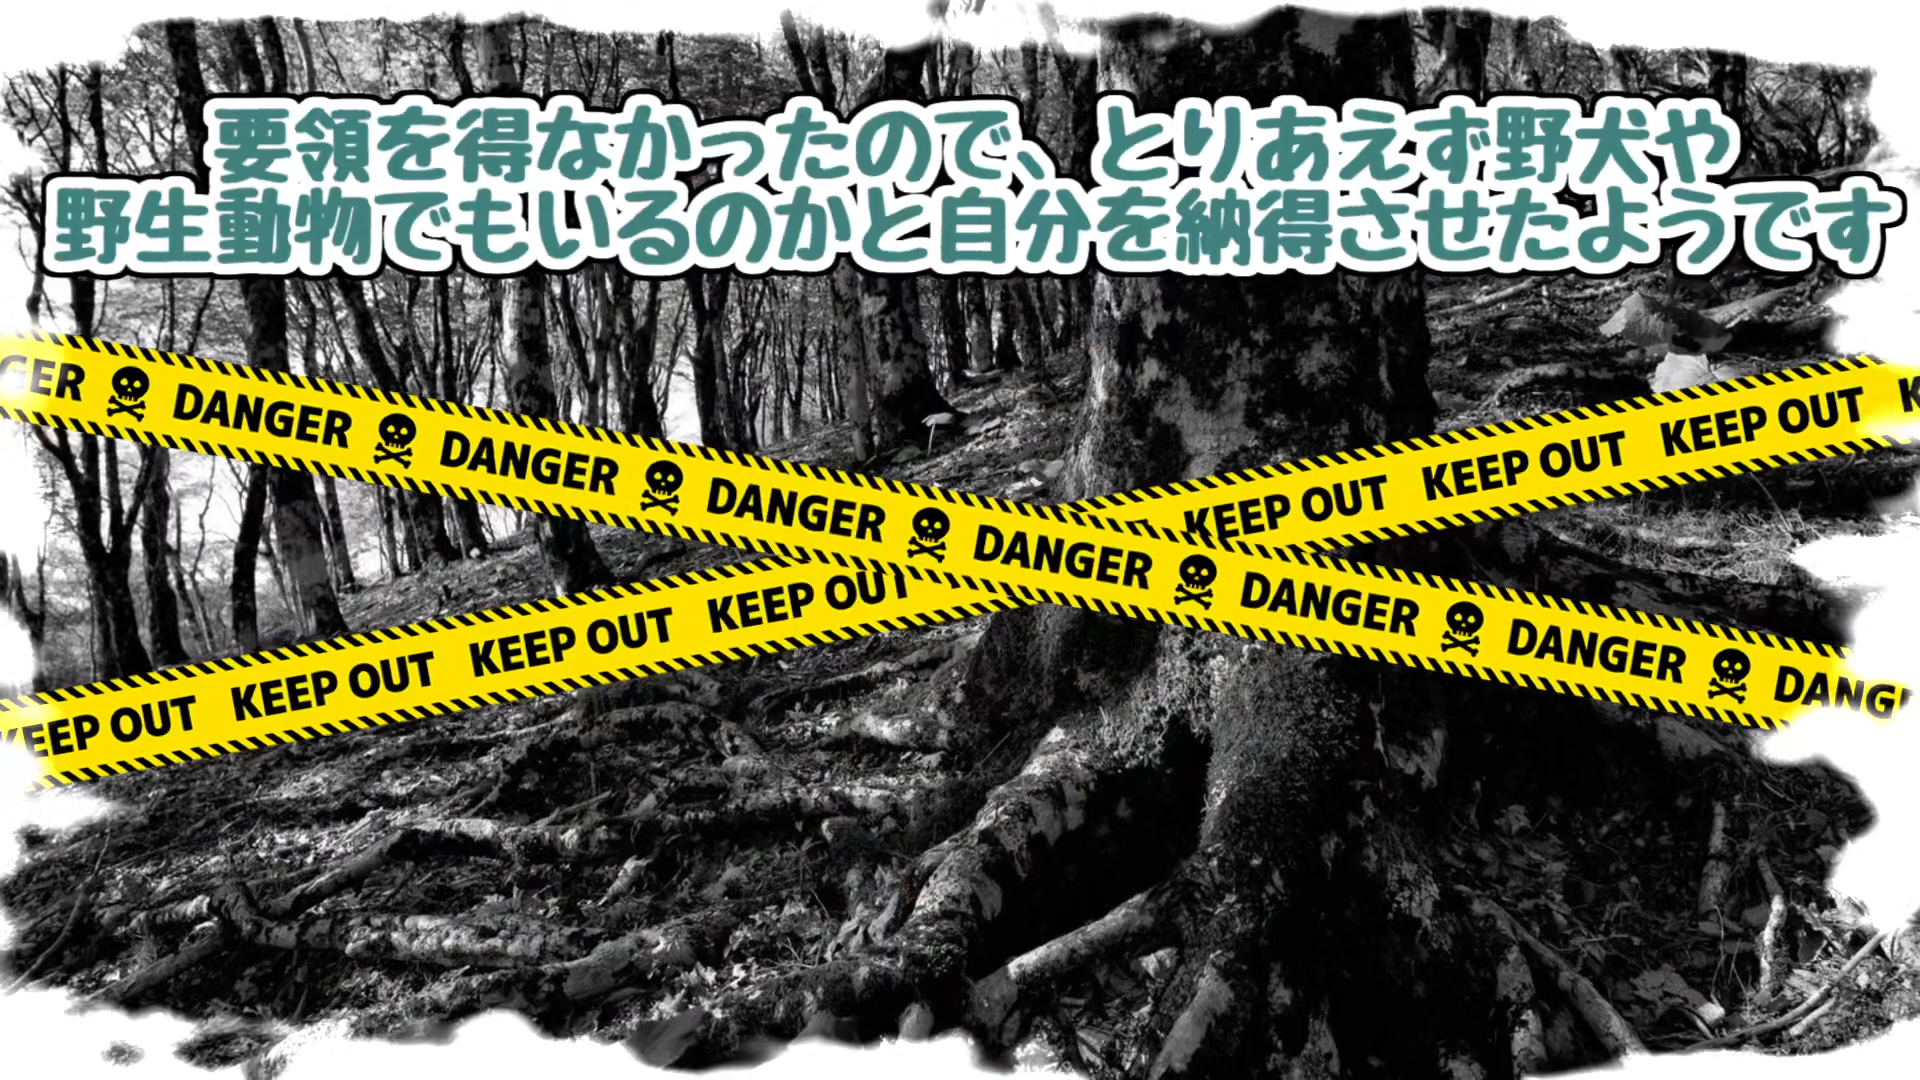 要領を得なかったので、とりあえず野犬や
野生動物でもいるのかと自分を納得させたようです
GER DANGER DANGER DANGER DANGER DANGER DANGER DANG
KEEP OUT KEEP OUT KEEP OUT KEEP OUT KEEP OUT KEEP OUT KEEP OUT K